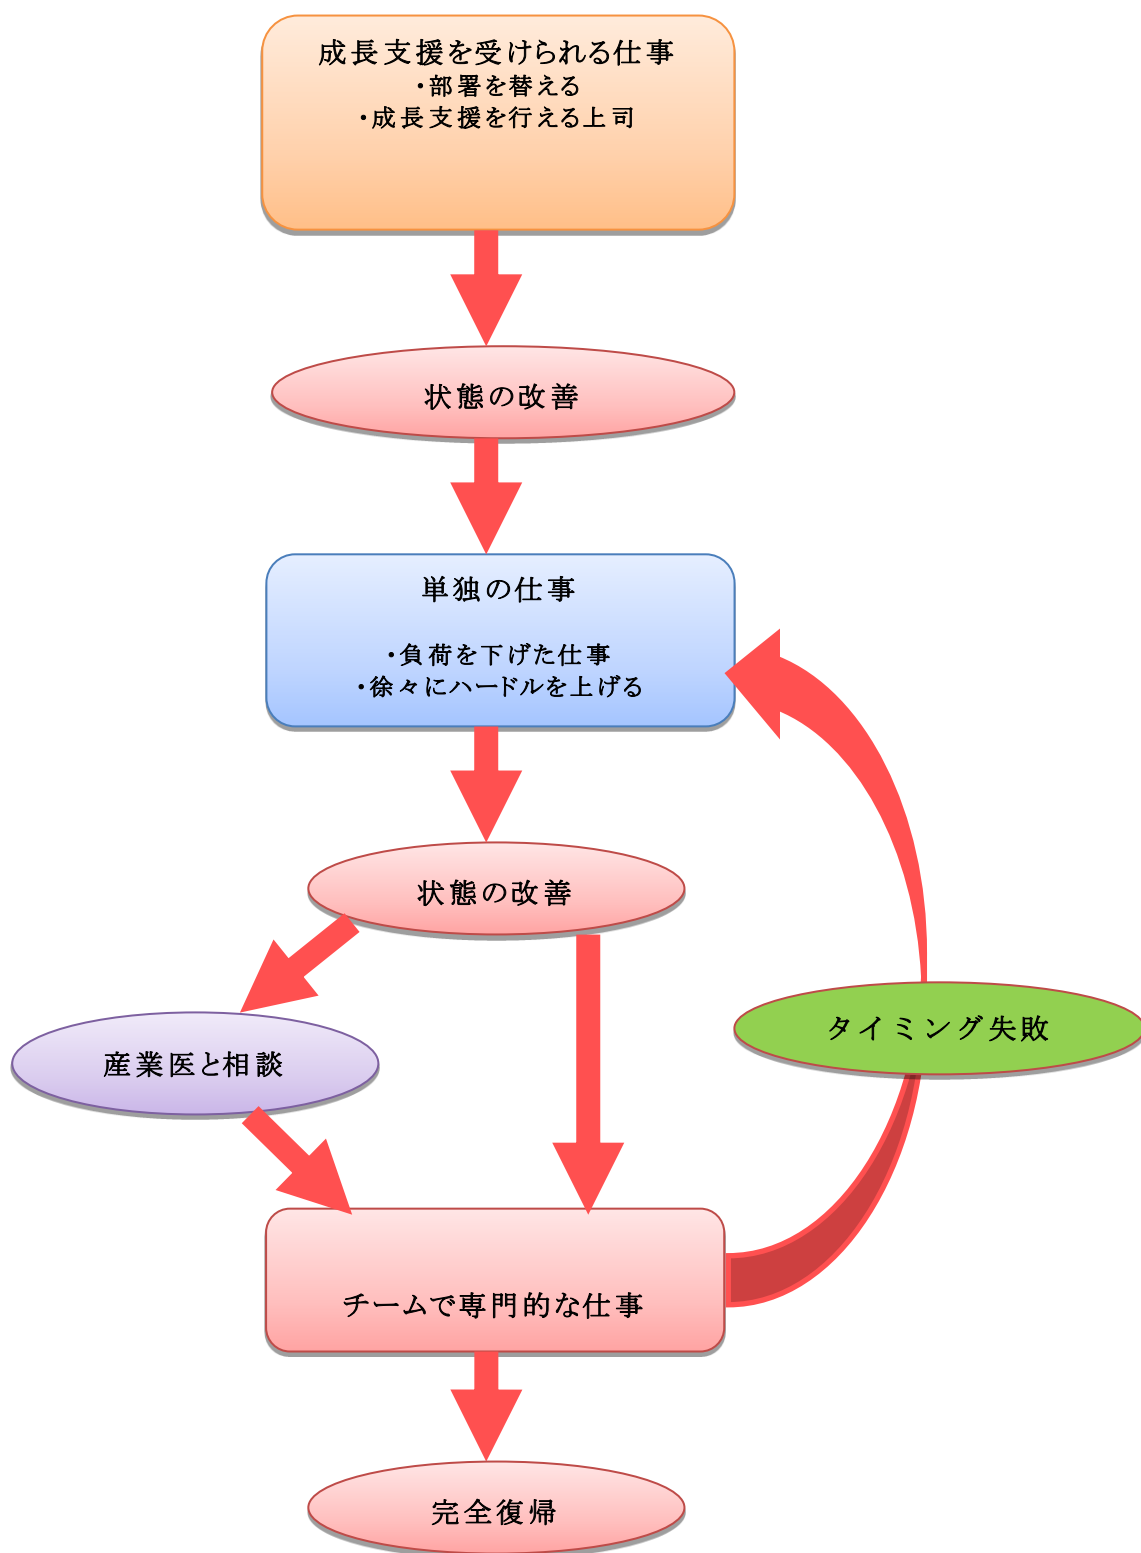 成長支援を受けられる仕事
・部署を替える
・成長支援を行える上司
状態の改善
単独の仕事
・負荷を下げた仕事
・徐々にハードルを上げる
状態の改善
産業医と相談
タイミング失敗
チームで専門的な仕事
完全復帰